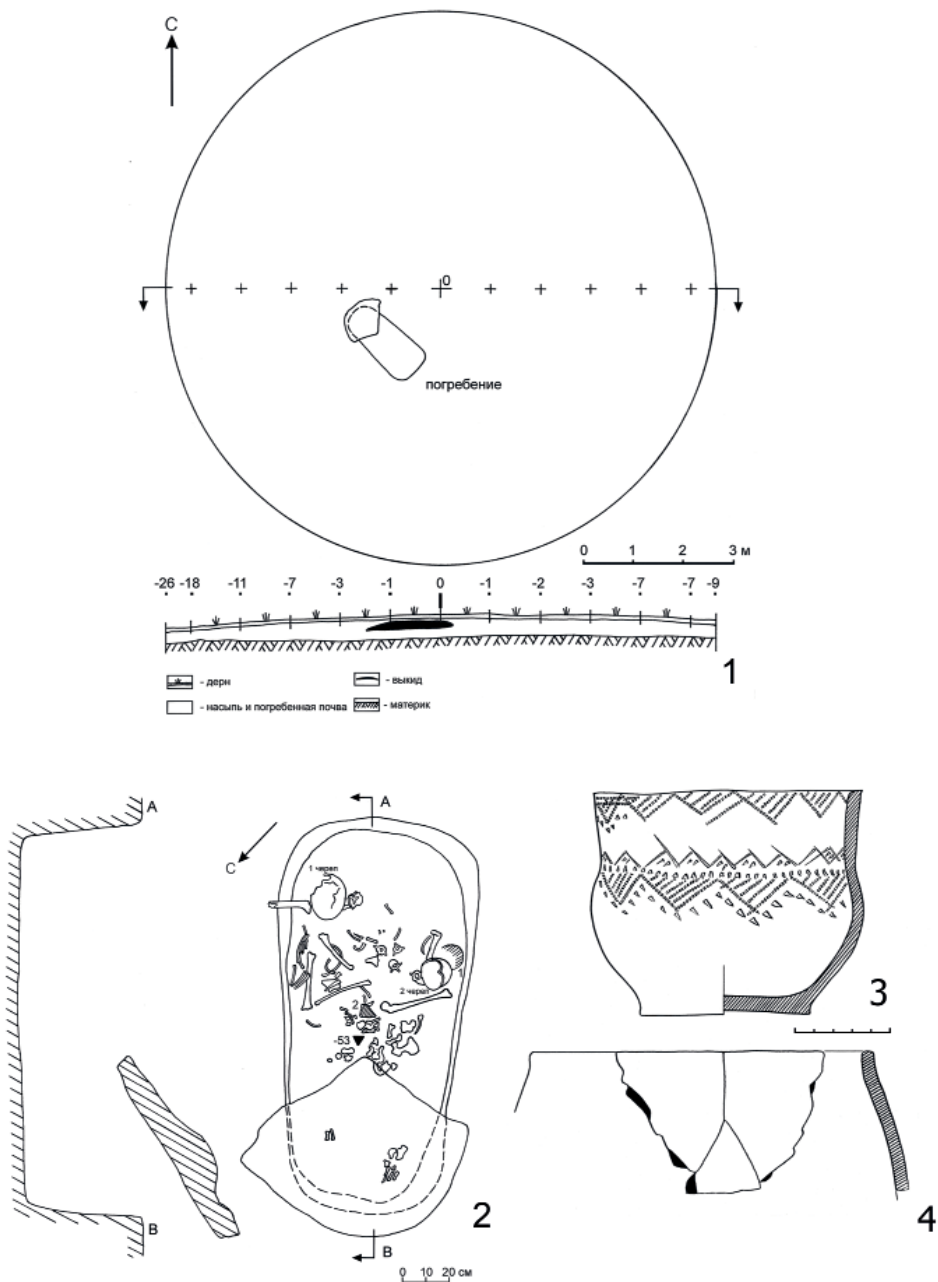 С
0
погребение
0 1 2 3 м
-26 -18 -11 -7 -3 -1 0 -1 -2 -3 -7 -7 -9
1
- дерн
- выкид
- насыпь и погребенная почва
- материк
А
А
С
1 череп
2 череп
1
2
-53
В
В
2
0 10 20 см
3
4